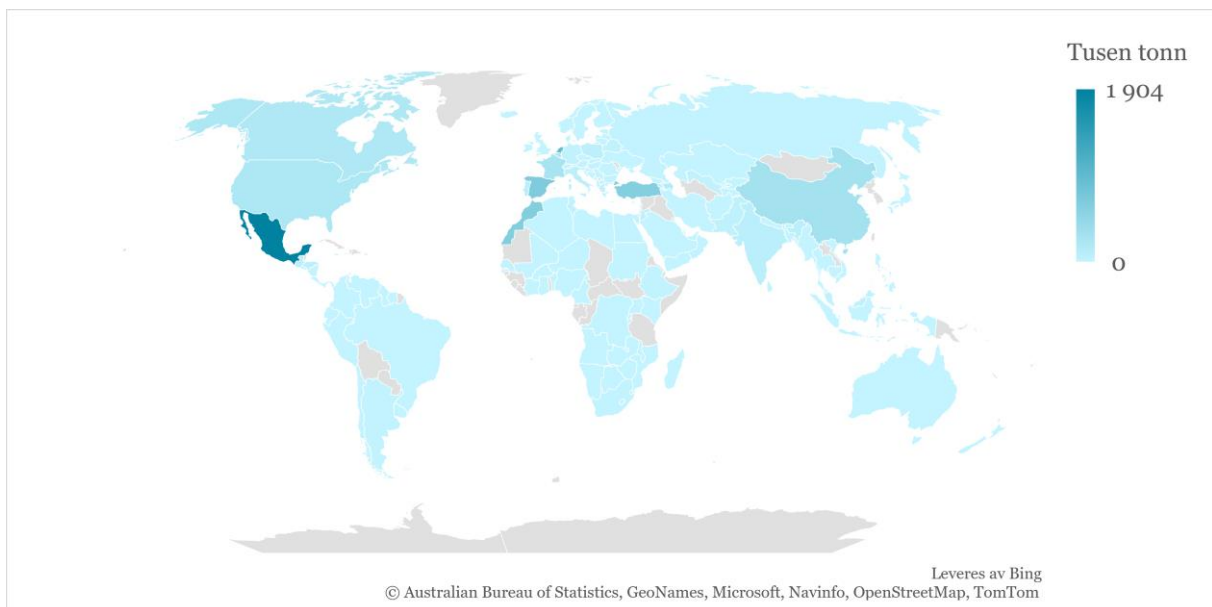 Tusen tonn
1 904
0
Leveres av Bing
© Australian Bureau of Statistics, GeoNames, Microsoft, Navinfo, OpenStreetMap, TomTom